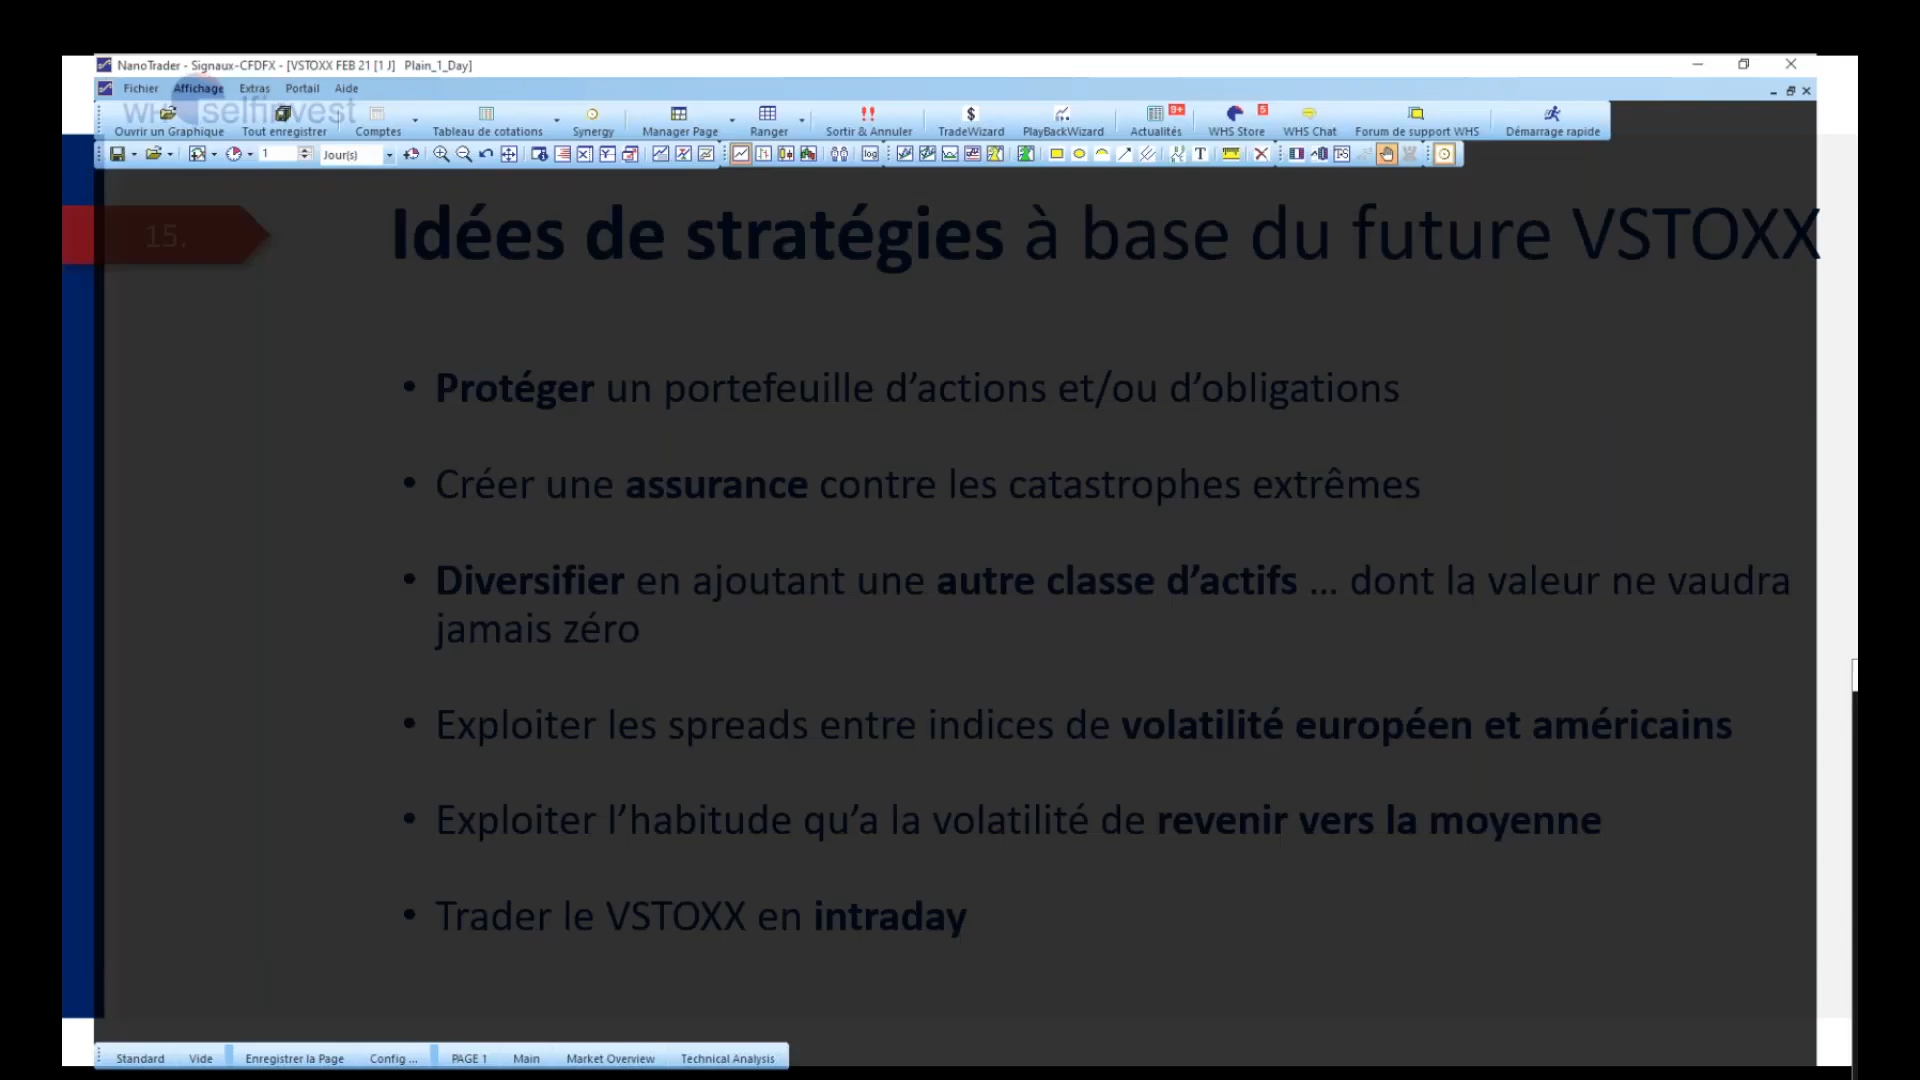 NanoTrader - Signaux-CFDFX - [VSTOXX FEB 21 [1 J] Plain_1_Day]
Fichier Affichage Extras Portail Aide
WH selfinvest
Ouvrir un Graphique Tout enregistrer Comptes Tableau de cotations Synergy Manager Page Ranger Sortir & Annuler TradeWizard PlayBackWizard Actualités 9+ WHS Store 5 WHS Chat Forum de support WHS Démarrage rapide
1 Jour(s) log T T-S
15.
Idées de stratégies à base du future VSTOXX
• Protéger un portefeuille d’actions et/ou d’obligations
• Créer une assurance contre les catastrophes extrêmes
• Diversifier en ajoutant une autre classe d’actifs ... dont la valeur ne vaudra
jamais zéro
• Exploiter les spreads entre indices de volatilité européen et américains
• Exploiter l’habitude qu’a la volatilité de revenir vers la moyenne
• Trader le VSTOXX en intraday
Standard Vide Enregistrer la Page Config ... PAGE 1 Main Market Overview Technical Analysis